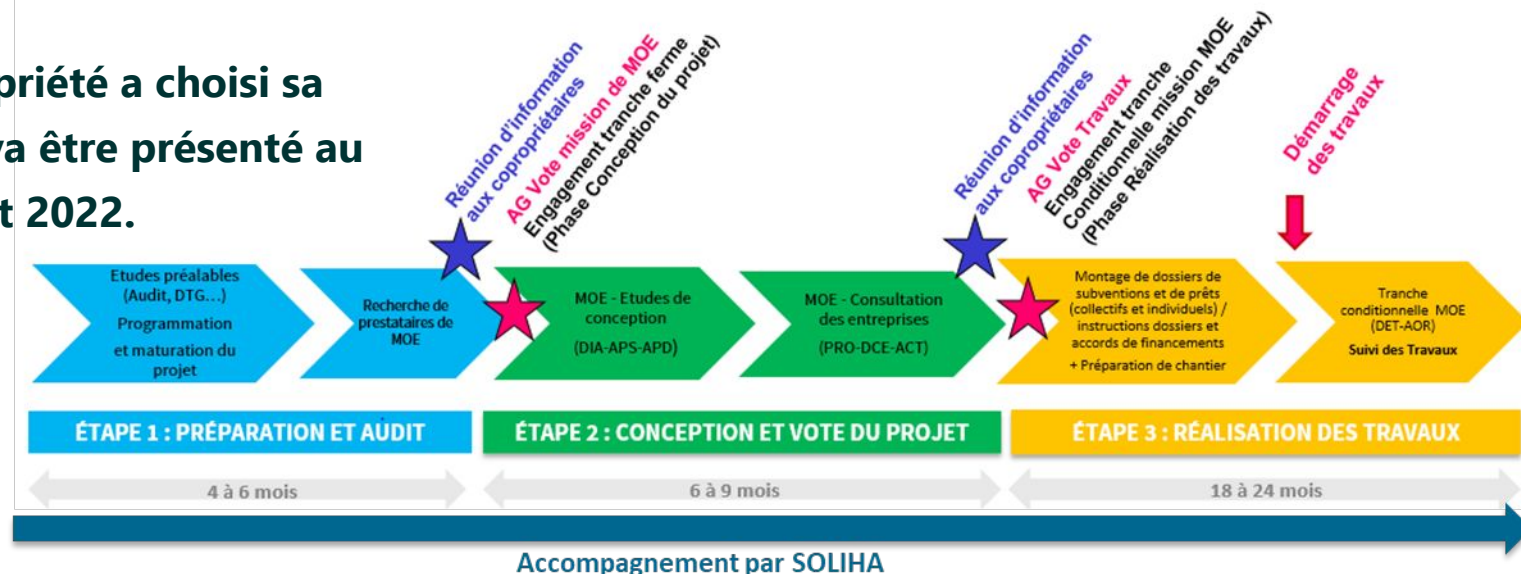 priété a choisi sa
va être présenté au
t 2022.
Réunion d'information
aux copropriétaires
AG Vote mission de MOE
Engagement tranche ferme
(Phase Conception du projet)
Réunion d'information
aux copropriétaires
AG Vote Travaux
Engagement tranche
Conditionnelle mission MOE
(Phase Réalisation des travaux)
Démarrage
des travaux
Etudes préalables
(Audit, DTG...)
Programmation
et maturation du
projet
Recherche de
prestataires de
MOE
MOE - Etudes de
conception
(DIA-APS-APD)
MOE - Consultation
des entreprises
(PRO-DCE-ACT)
Montage de dossiers de
subventions et de prêts
(collectifs et individuels) /
instructions dossiers et
accords de financements
+ Préparation de chantier
Tranche
conditionnelle MOE
(DET-AOR)
Suivi des Travaux
ÉTAPE 1 : PRÉPARATION ET AUDIT
ÉTAPE 2 : CONCEPTION ET VOTE DU PROJET
ÉTAPE 3 : RÉALISATION DES TRAVAUX
4 à 6 mois
6 à 9 mois
18 à 24 mois
Accompagnement par SOLIHA